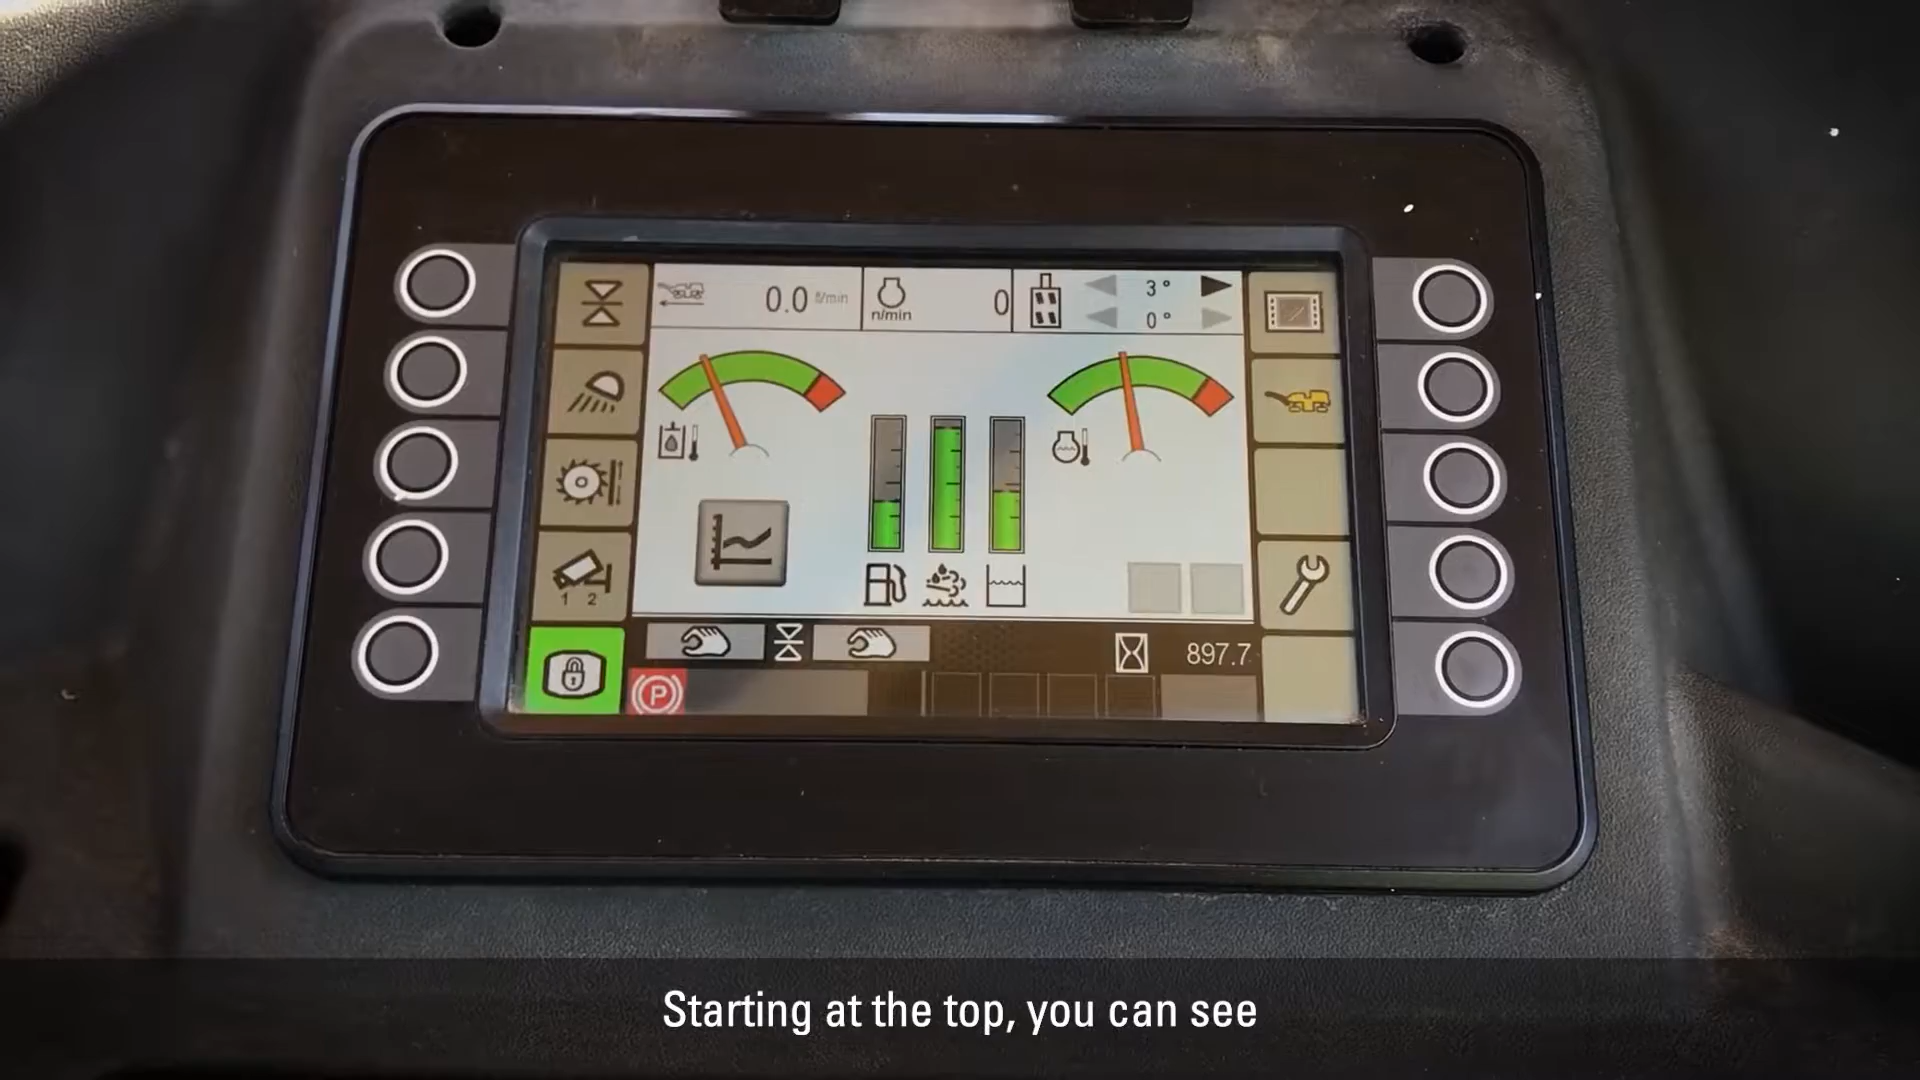 0.0 ft/min
n/min
0
3°
0°
1 2
897.7
P
Starting at the top, you can see